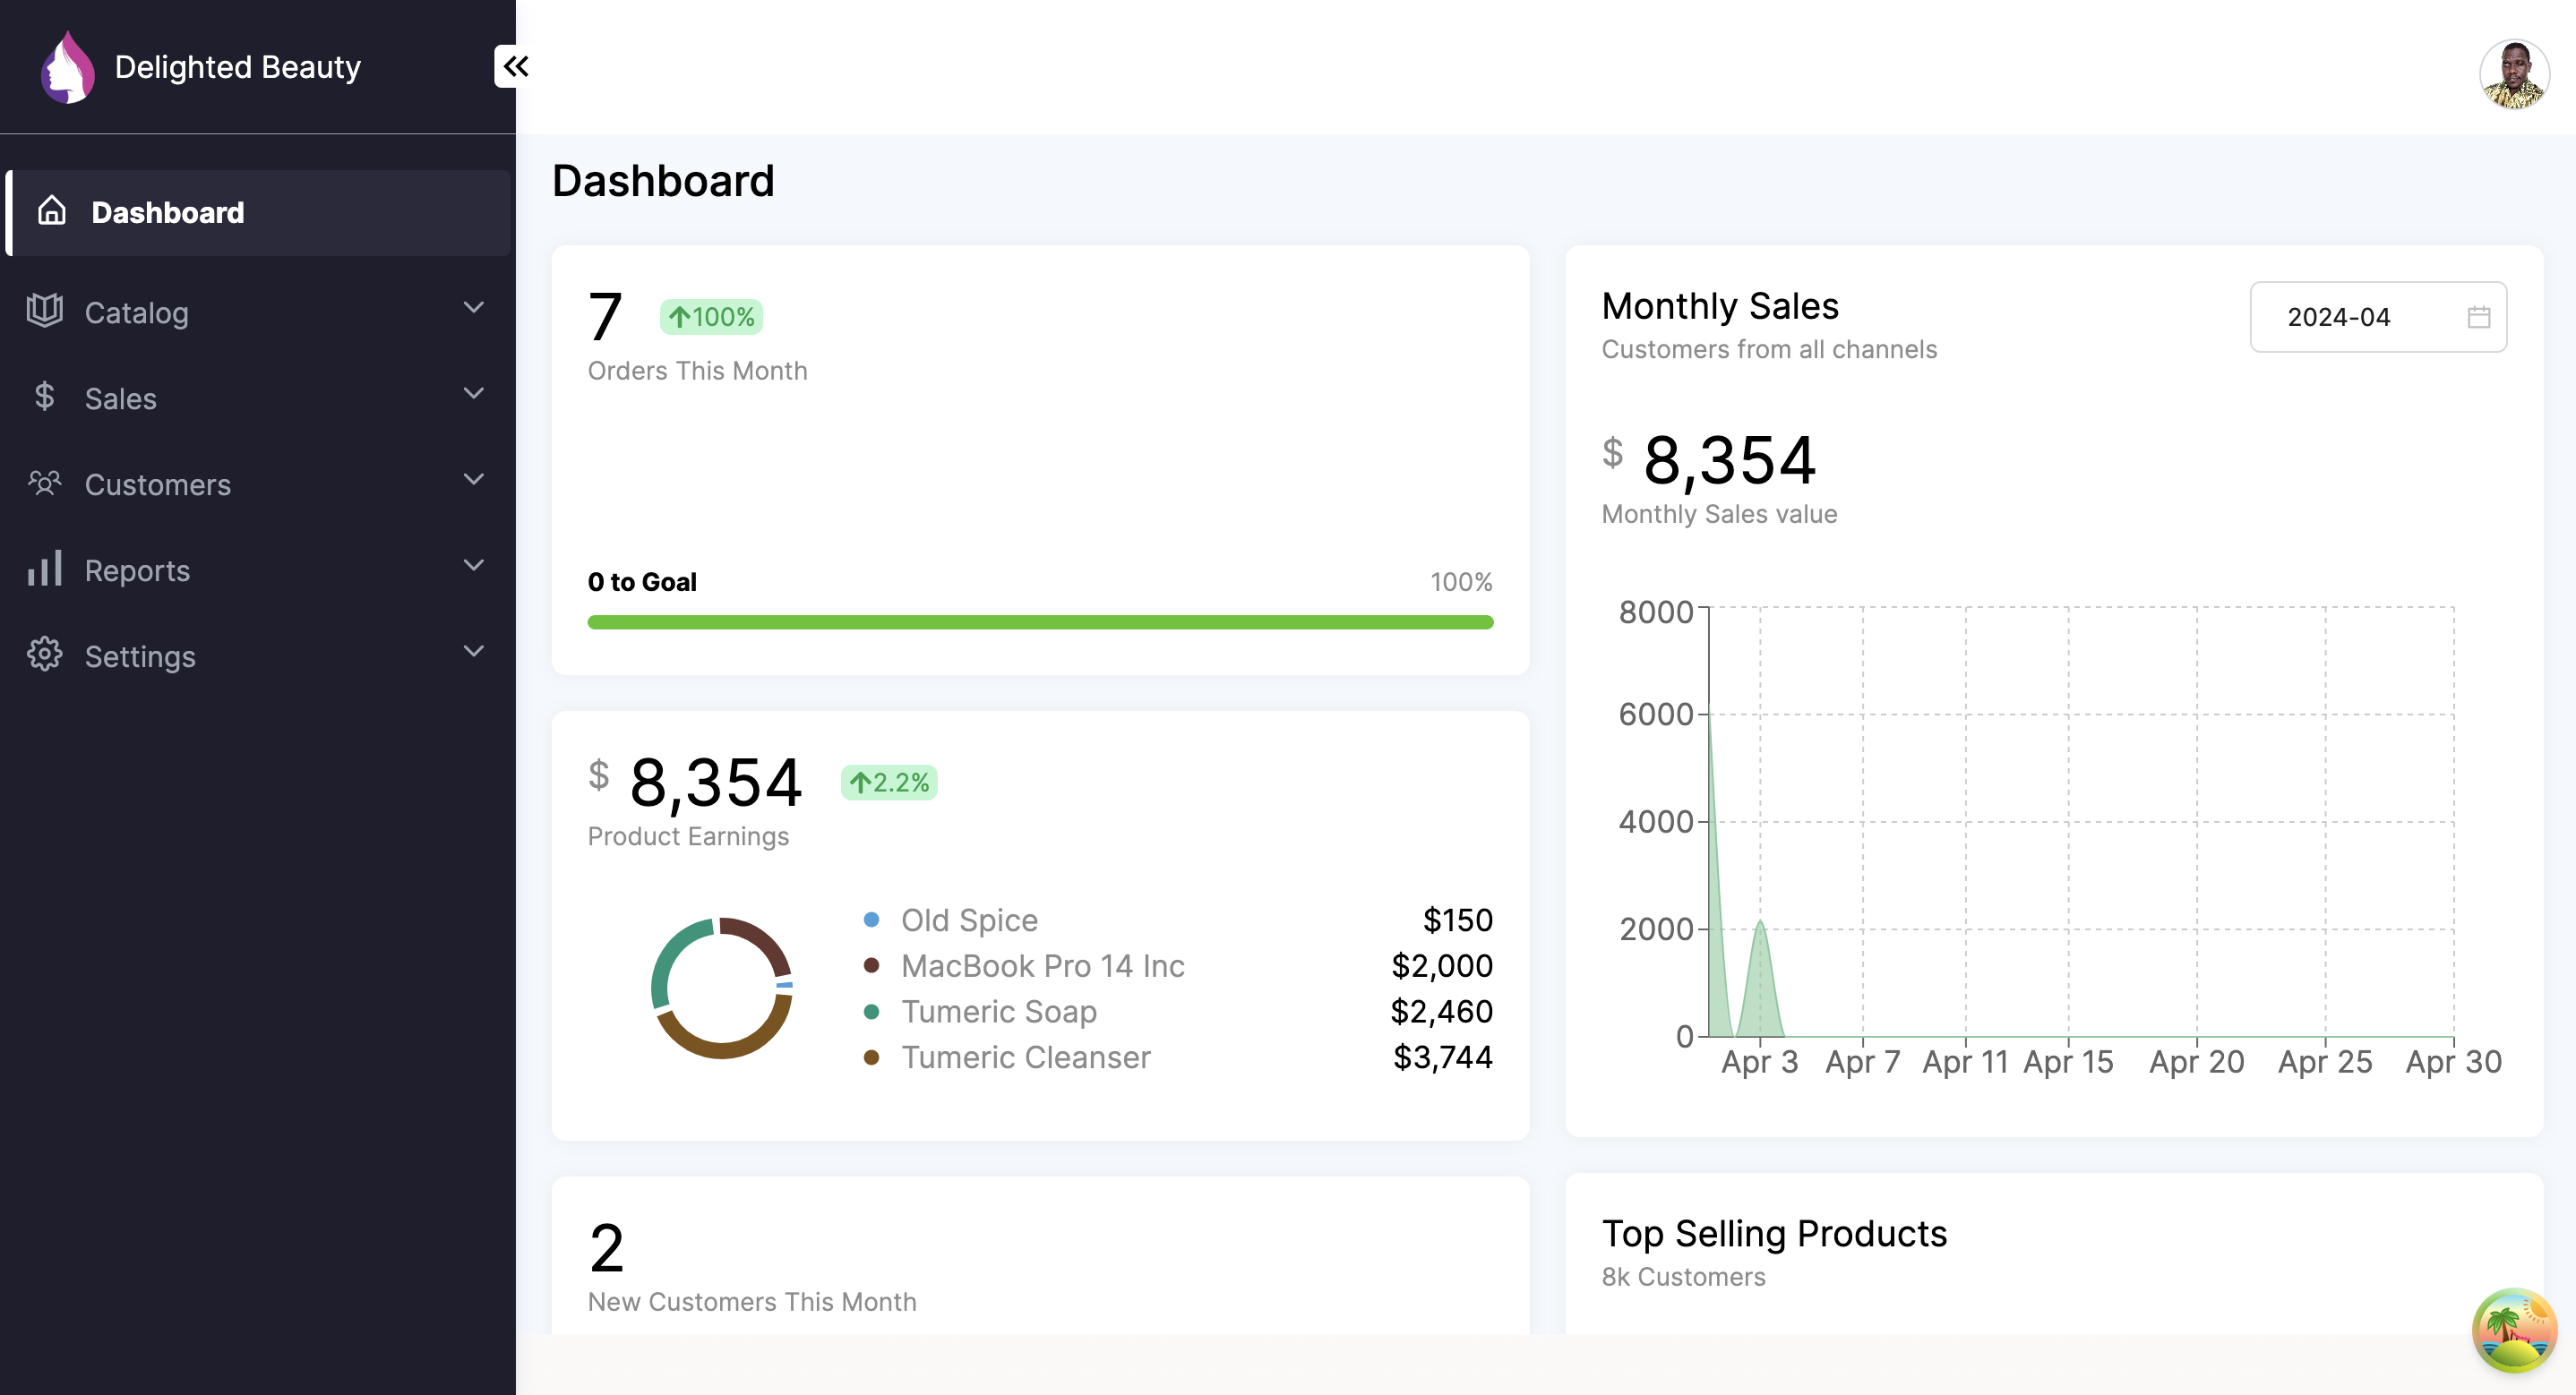 Delighted Beauty
Dashboard
Catalog
Sales
Customers
Reports
Settings
Dashboard
7 100%
Orders This Month
0 to Goal 100%
$ 8,354 2.2%
Product Earnings
Old Spice $150
MacBook Pro 14 Inc $2,000
Tumeric Soap $2,460
Tumeric Cleanser $3,744
2
New Customers This Month
Monthly Sales
Customers from all channels
2024-04
$ 8,354
Monthly Sales value
8000
6000
4000
2000
0
Apr 3 Apr 7 Apr 11 Apr 15 Apr 20 Apr 25 Apr 30
Top Selling Products
8k Customers